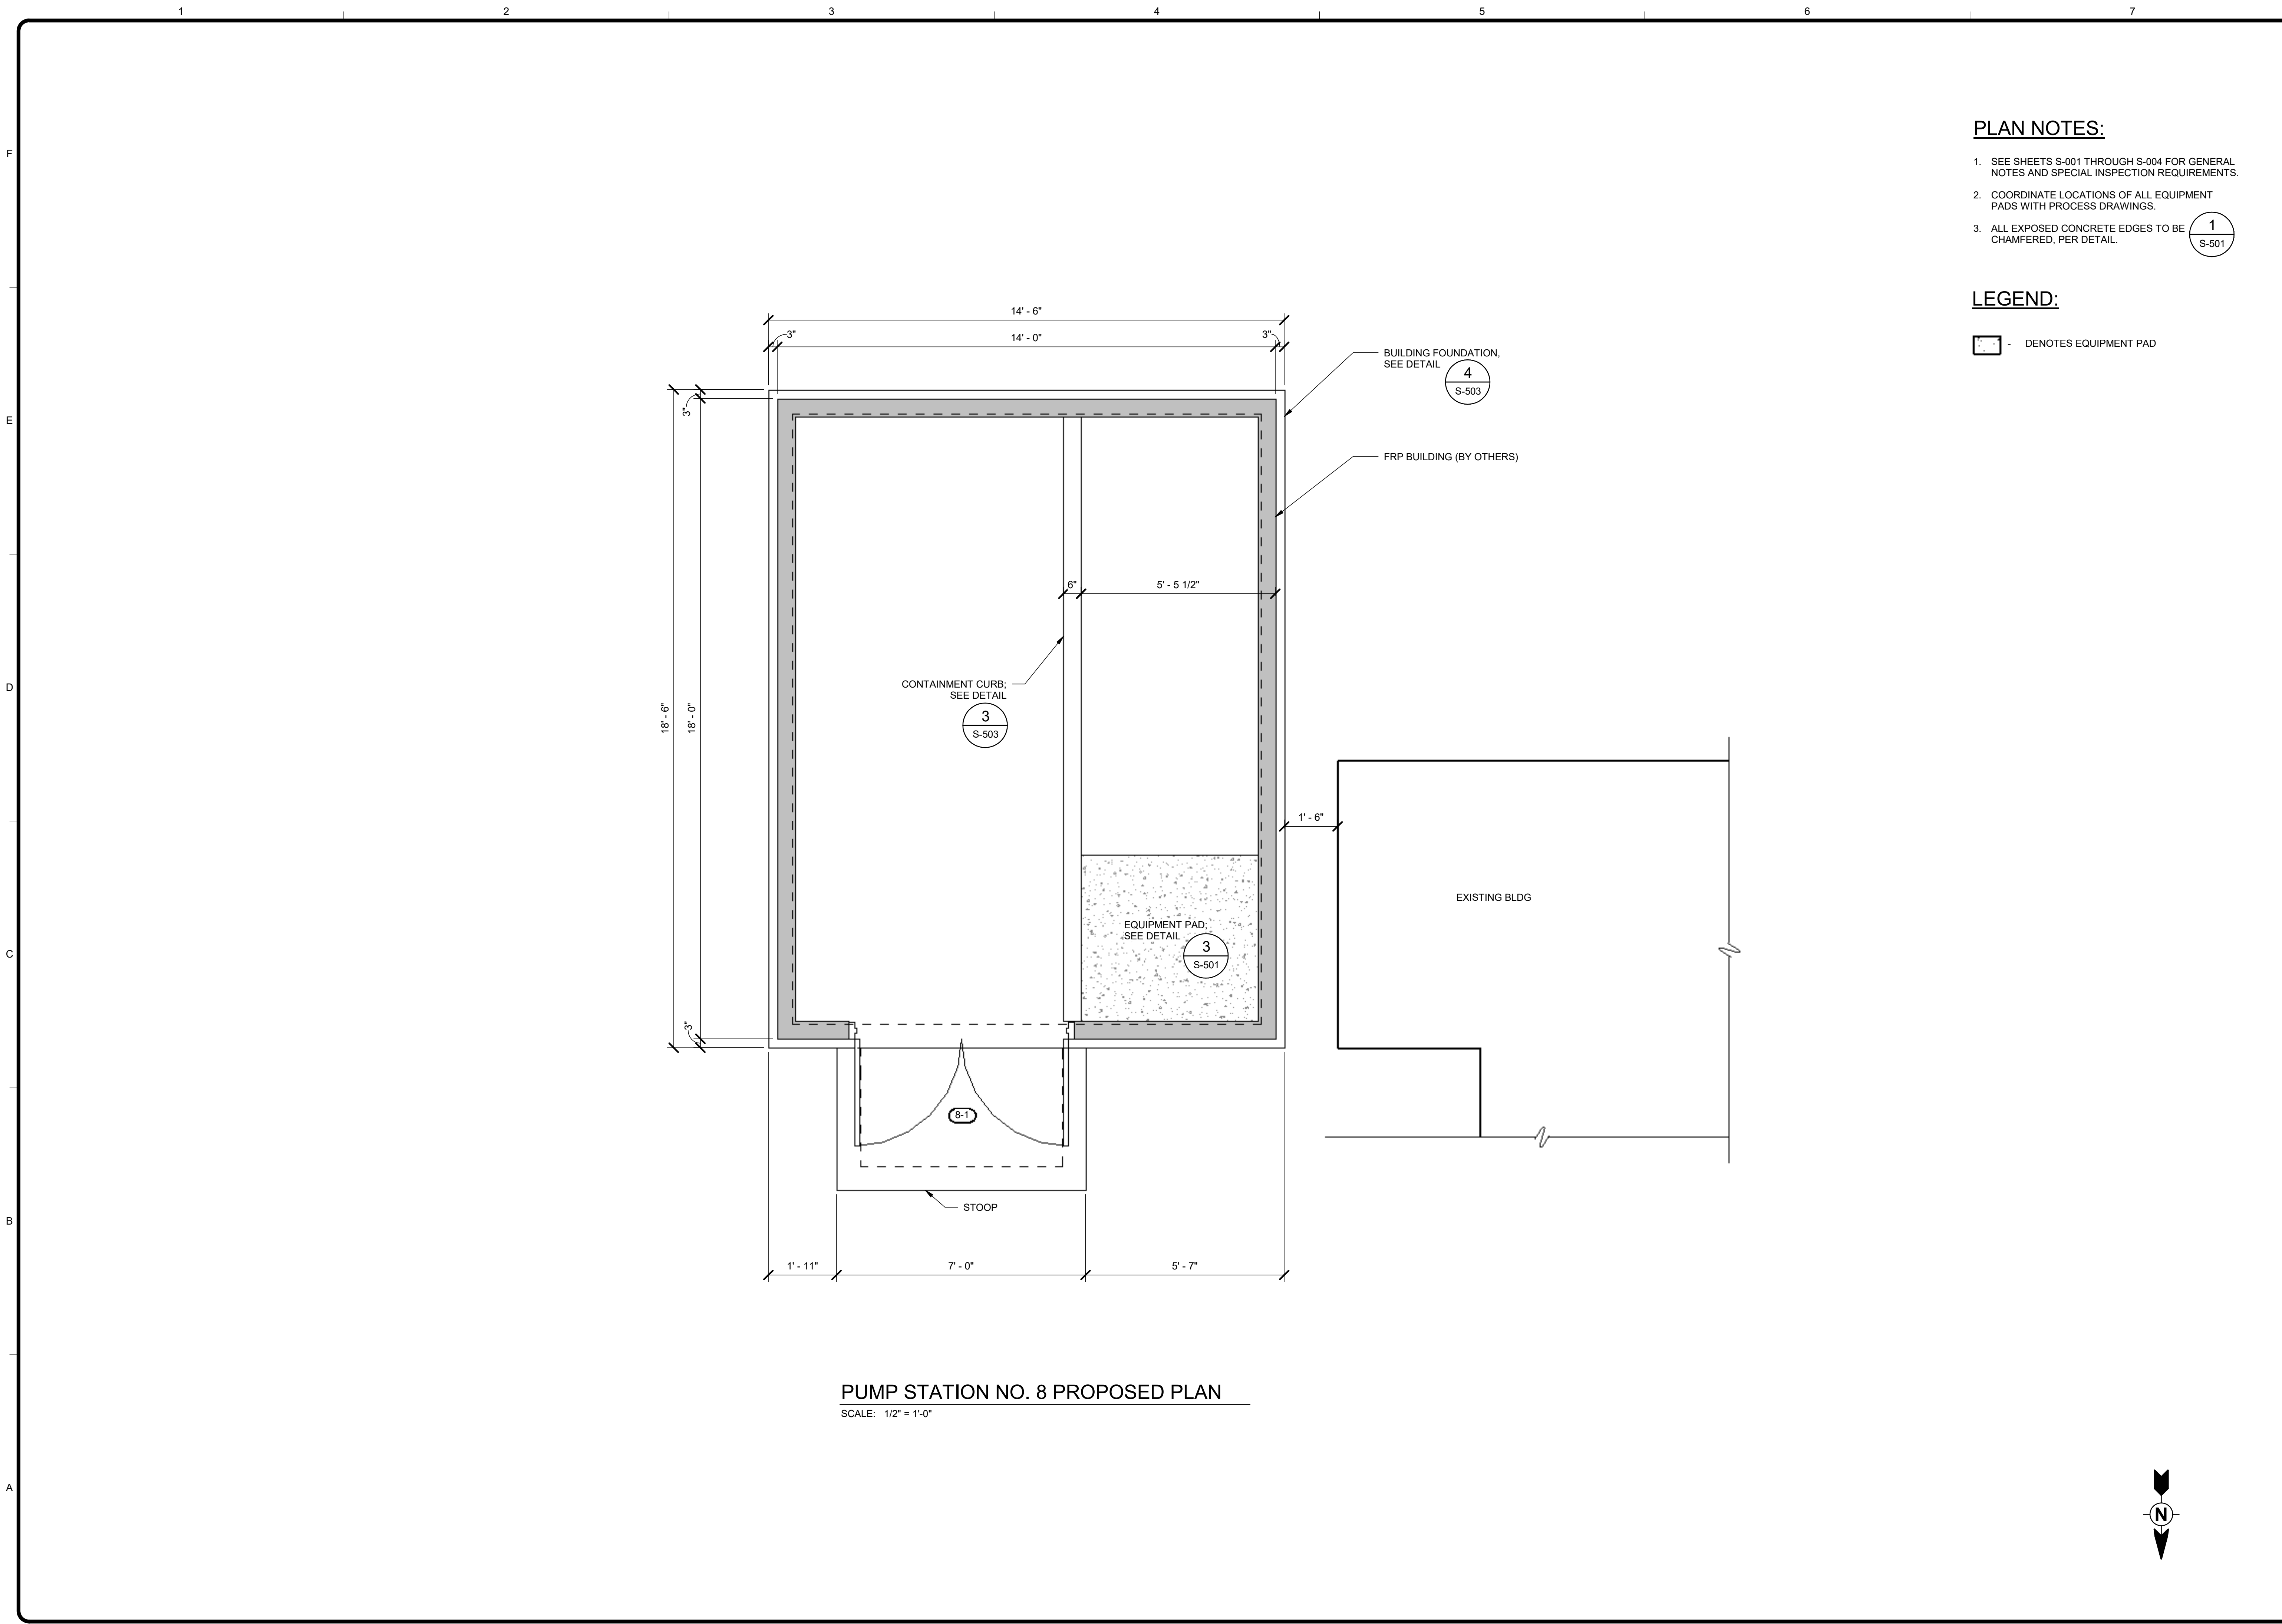 1 2 3 4 5 6 7
F
E
D
C
B
A
PLAN NOTES:
1. SEE SHEETS S-001 THROUGH S-004 FOR GENERAL
NOTES AND SPECIAL INSPECTION REQUIREMENTS.
2. COORDINATE LOCATIONS OF ALL EQUIPMENT
PADS WITH PROCESS DRAWINGS.
3. ALL EXPOSED CONCRETE EDGES TO BE
CHAMFERED, PER DETAIL.
1
S-501
LEGEND:
- DENOTES EQUIPMENT PAD
14' - 6"
3" 14' - 0" 3"
BUILDING FOUNDATION,
SEE DETAIL
4
S-503
3"
FRP BUILDING (BY OTHERS)
6" 5' - 5 1/2"
CONTAINMENT CURB;
SEE DETAIL
3
S-503
18' - 6" 18' - 0"
1' - 6"
EXISTING BLDG
EQUIPMENT PAD;
SEE DETAIL
3
S-501
3"
8-1
STOOP
1' - 11" 7' - 0" 5' - 7"
PUMP STATION NO. 8 PROPOSED PLAN
SCALE: 1/2" = 1'-0"
N